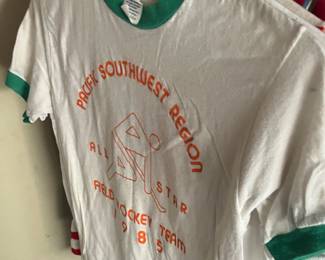 PACIFIC SOUTHWEST REGION
ALL STAR
FIELD HOCKEY TEAM
1985